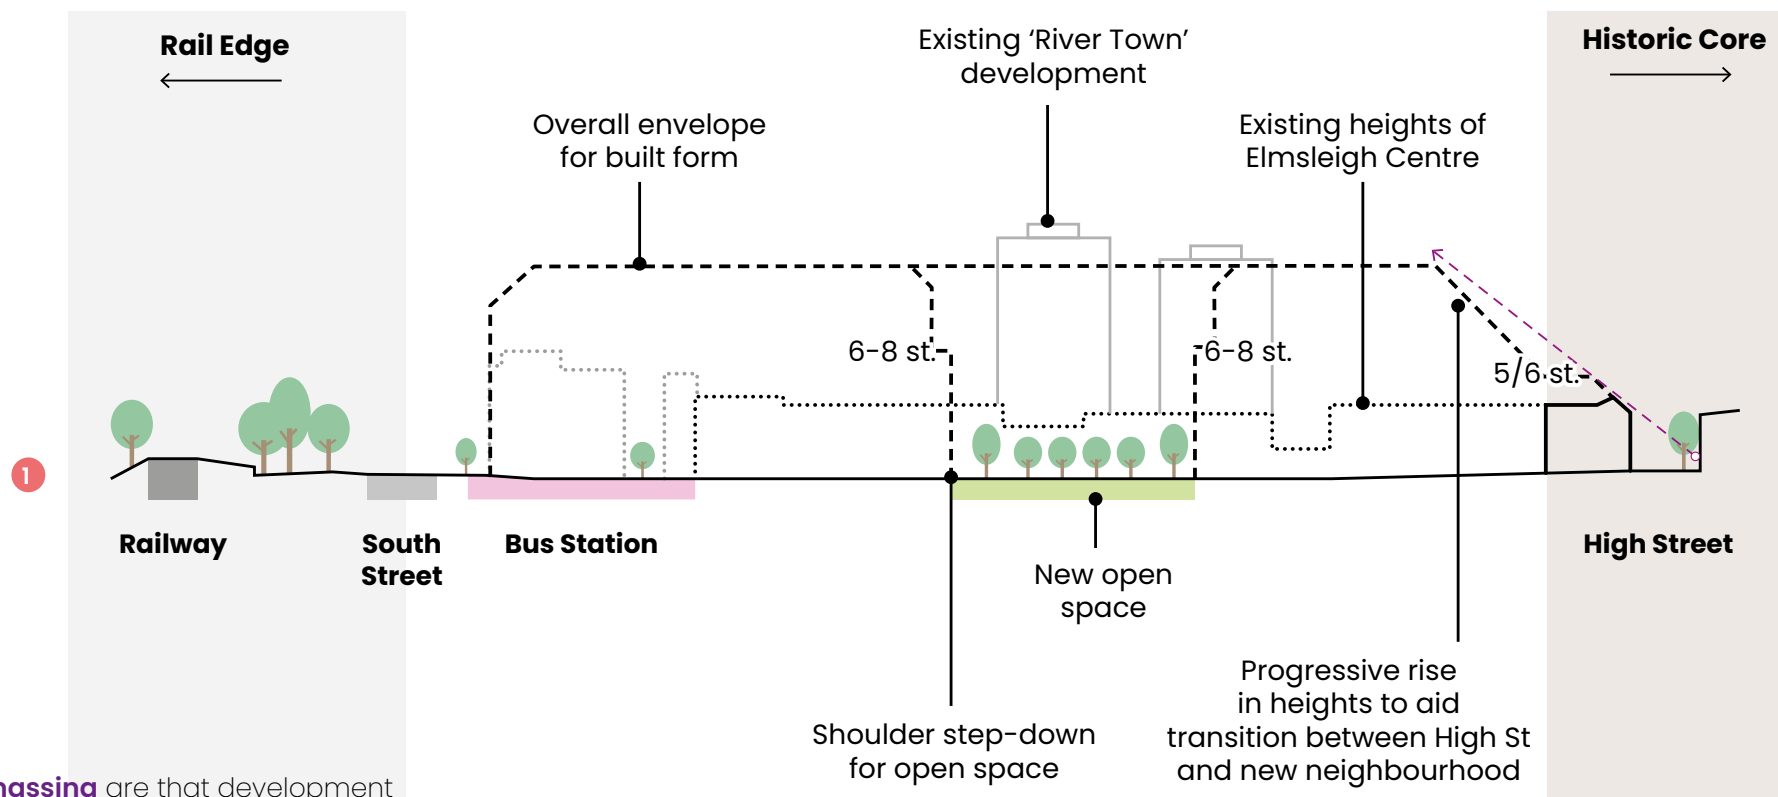 Rail Edge
Existing ‘River Town’
development
Historic Core
Overall envelope
for built form
Existing heights of
Elmsleigh Centre
6-8 st.
6-8 st.
5/6 st.
1
Railway
South
Street
Bus Station
High Street
New open
space
Shoulder step-down
for open space
Progressive rise
in heights to aid
transition between High St
and new neighbourhood
massing are that development